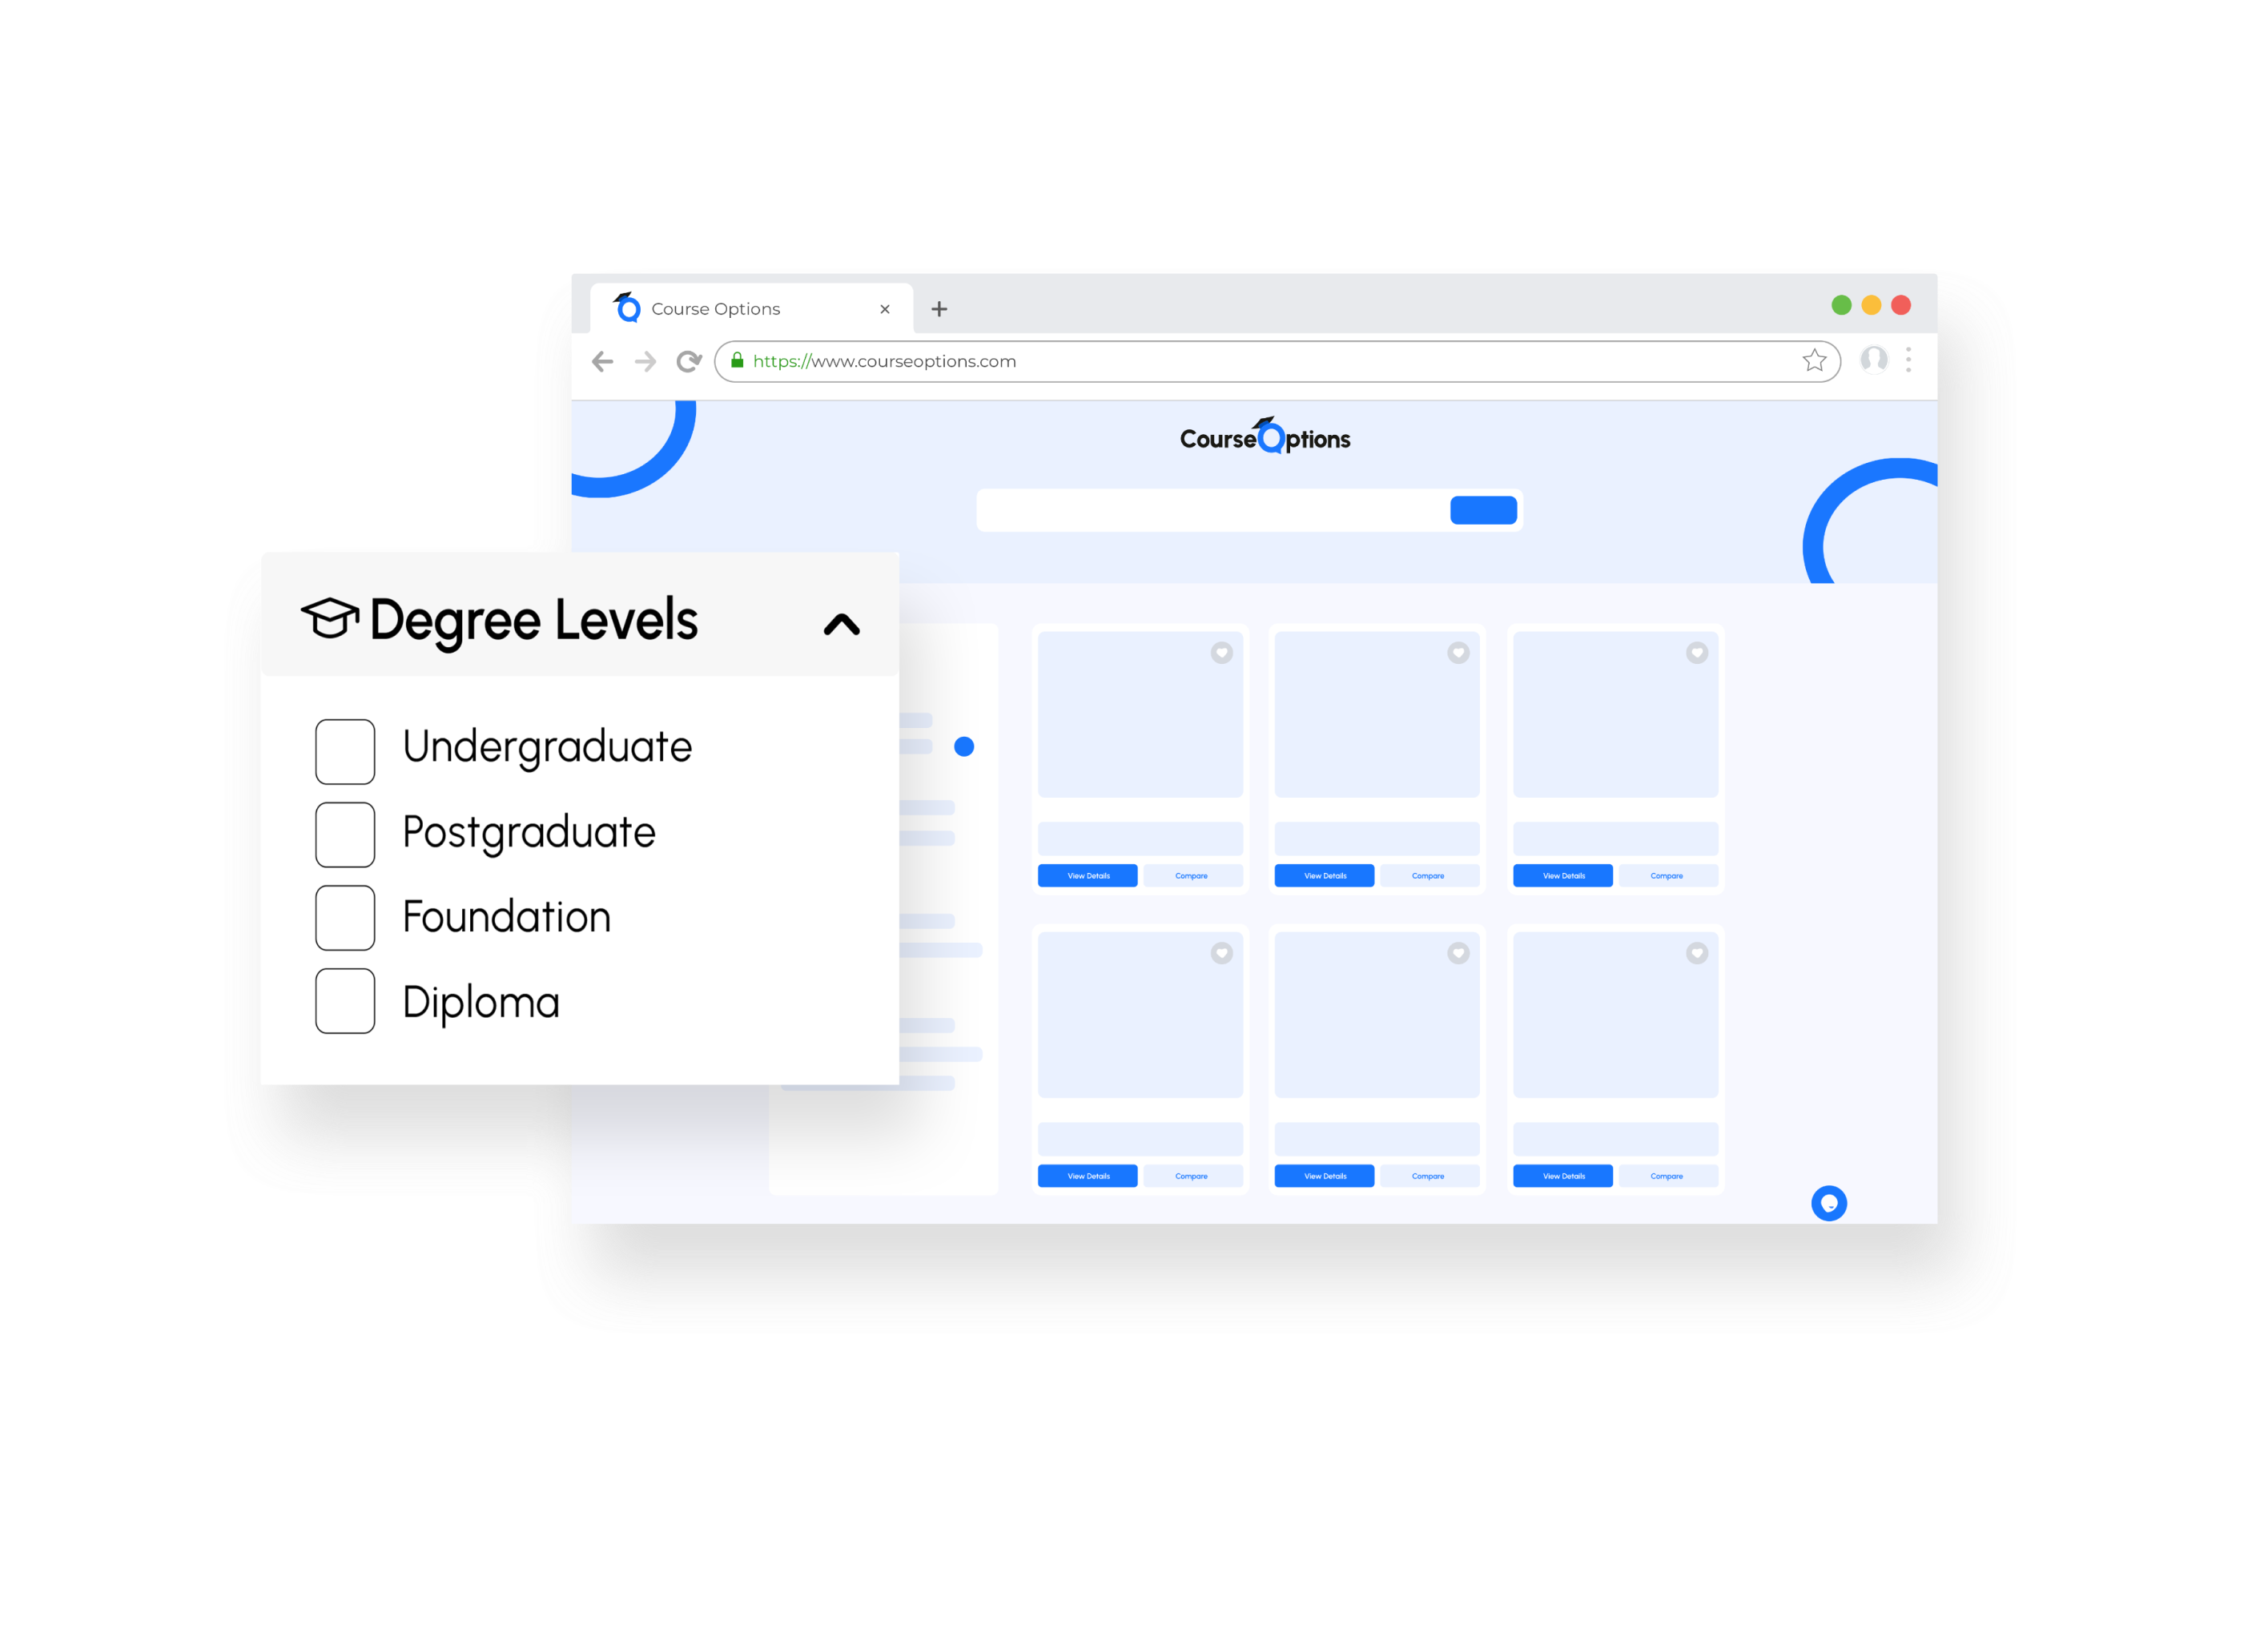 Course Options
https://www.courseoptions.com
CourseOptions
Degree Levels
Undergraduate
Postgraduate
Foundation
Diploma
View Details Compare View Details Compare View Details Compare
View Details Compare View Details Compare View Details Compare